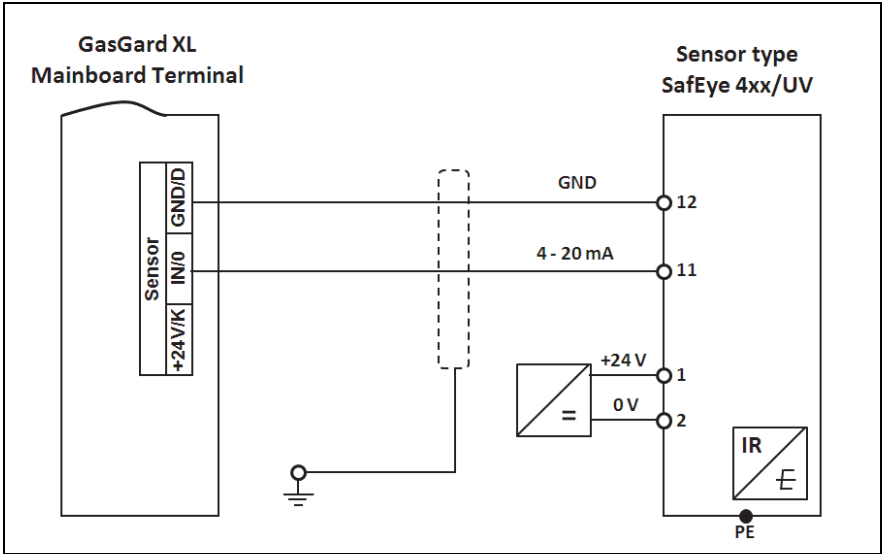 GasGard XL
Mainboard Terminal
Sensor type
SafEye 4xx/UV
Sensor
GND/D
IN/0
+24V/K
GND
12
4 - 20 mA
11
+24 V
1
0 V
2
=
IR
PE